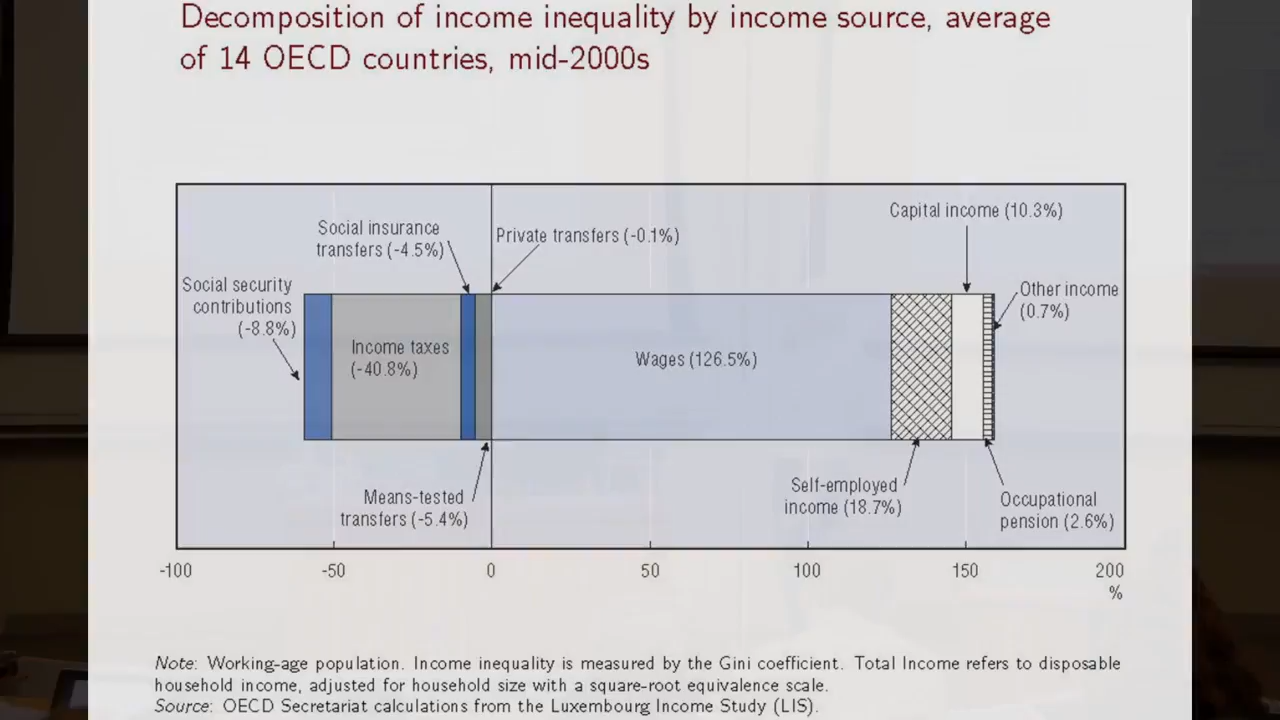 Decomposition of income inequality by income source, average
of 14 OECD countries, mid-2000s
Social insurance
transfers (-4.5%)
Private transfers (-0.1%)
Capital income (10.3%)
Social security
contributions
(-8.8%)
Other income
(0.7%)
Income taxes
(-40.8%)
Wages (126.5%)
Means-tested
transfers (-5.4%)
Self-employed
income (18.7%)
Occupational
pension (2.6%)
-100 -50 0 50 100 150 200
%
Note: Working-age population. Income inequality is measured by the Gini coefficient. Total Income refers to disposable
household income, adjusted for household size with a square-root equivalence scale.
Source: OECD Secretariat calculations from the Luxembourg Income Study (LIS).